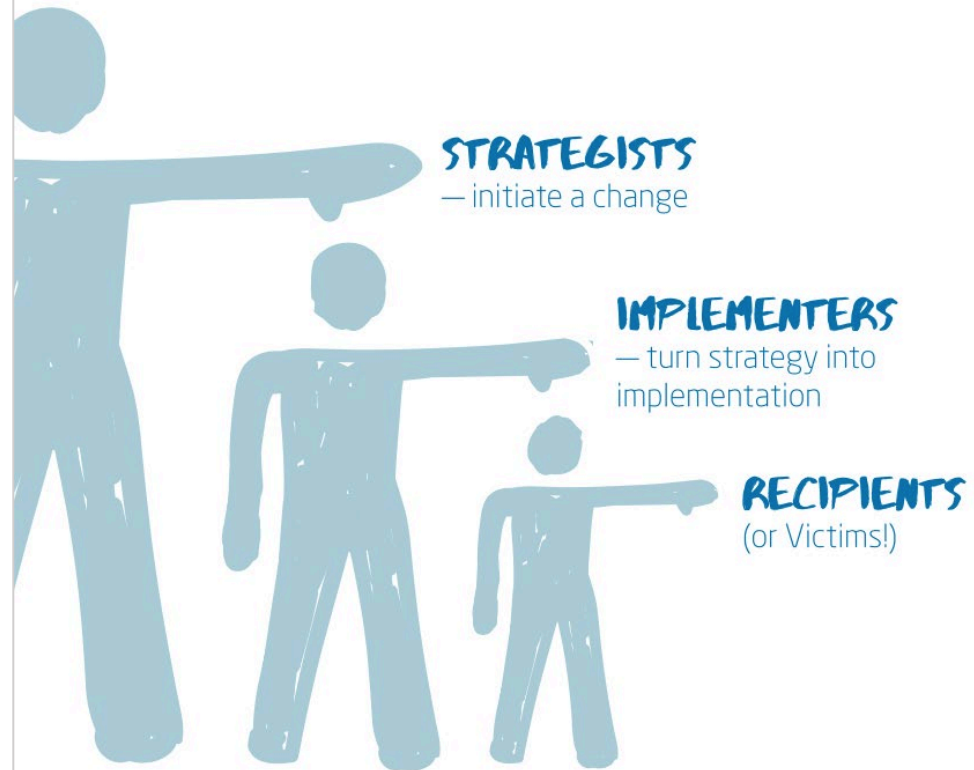 STRATEGISTS
— initiate a change
IMPLEMENTERS
— turn strategy into
implementation
RECIPIENTS
(or Victims!)